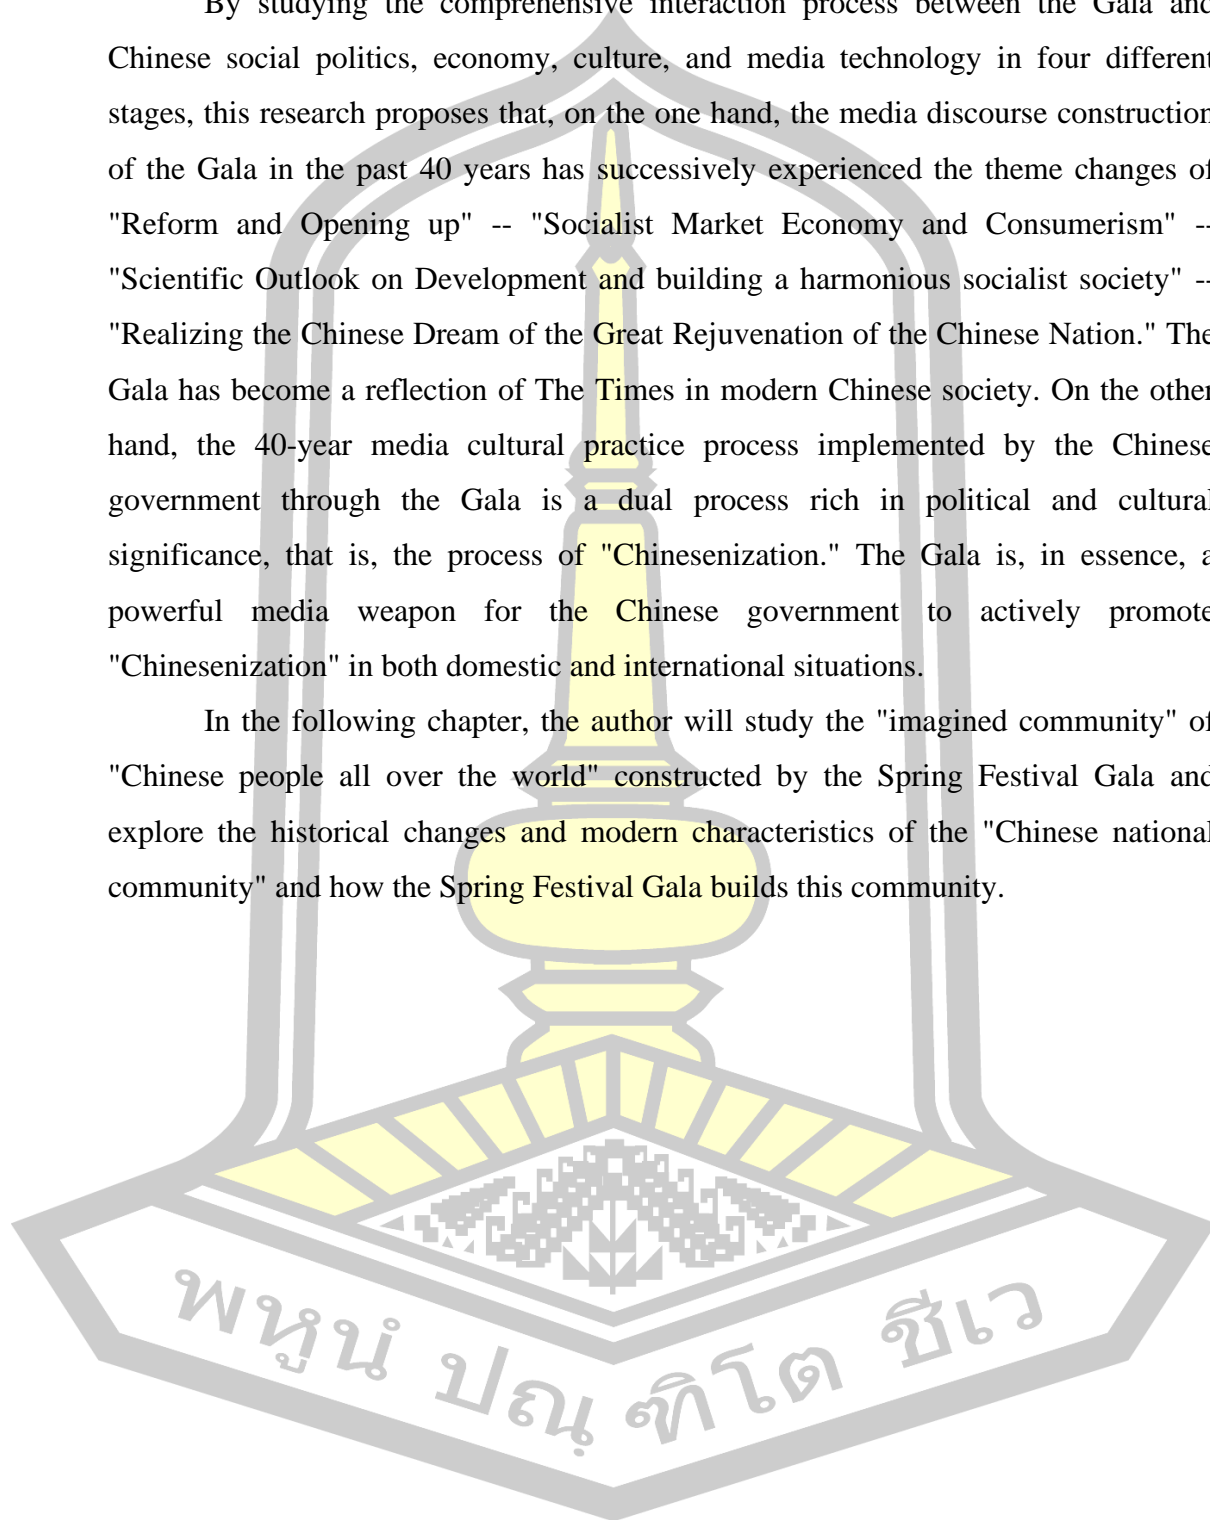 By studying the comprehensive interaction process between the Gala and
Chinese social politics, economy, culture, and media technology in four different
stages, this research proposes that, on the one hand, the media discourse construction
of the Gala in the past 40 years has successively experienced the theme changes of
"Reform and Opening up" -- "Socialist Market Economy and Consumerism" --
"Scientific Outlook on Development and building a harmonious socialist society" --
"Realizing the Chinese Dream of the Great Rejuvenation of the Chinese Nation." The
Gala has become a reflection of The Times in modern Chinese society. On the other
hand, the 40-year media cultural practice process implemented by the Chinese
government through the Gala is a dual process rich in political and cultural
significance, that is, the process of "Chinesenization." The Gala is, in essence, a
powerful media weapon for the Chinese government to actively promote
"Chinesenization" in both domestic and international situations.
In the following chapter, the author will study the "imagined community" of
"Chinese people all over the world" constructed by the Spring Festival Gala and
explore the historical changes and modern characteristics of the "Chinese national
community" and how the Spring Festival Gala builds this community.
พหูนํ ปณฺฑิโต ชีเว